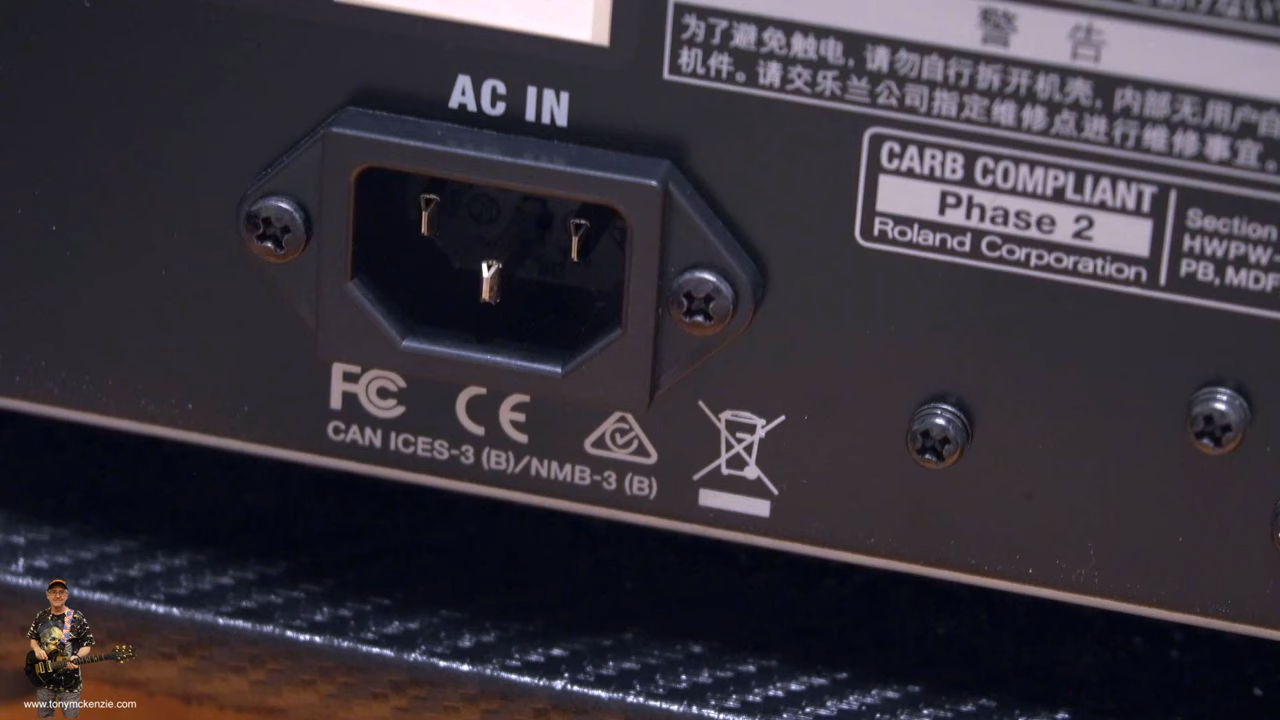 警 告
为了避免触电，请勿自行拆开机壳，内部无用户自
机件。请交乐兰公司指定维修点进行维修事宜。
AC IN
CARB COMPLIANT
Phase 2
Roland Corporation
Section
HWPW-
PB, MDF
FC CE
CAN ICES-3 (B)/NMB-3 (B)
www.tonymckenzie.com